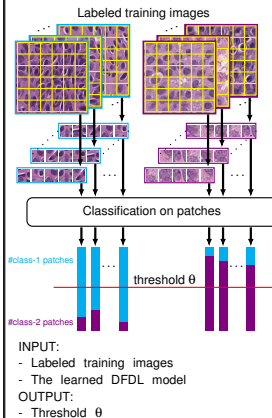 Labeled training images
Classification on patches
#class-1 patches
threshold θ
#class-2 patches
INPUT:
- Labeled training images
- The learned DFDL model
OUTPUT:
- Threshold θ